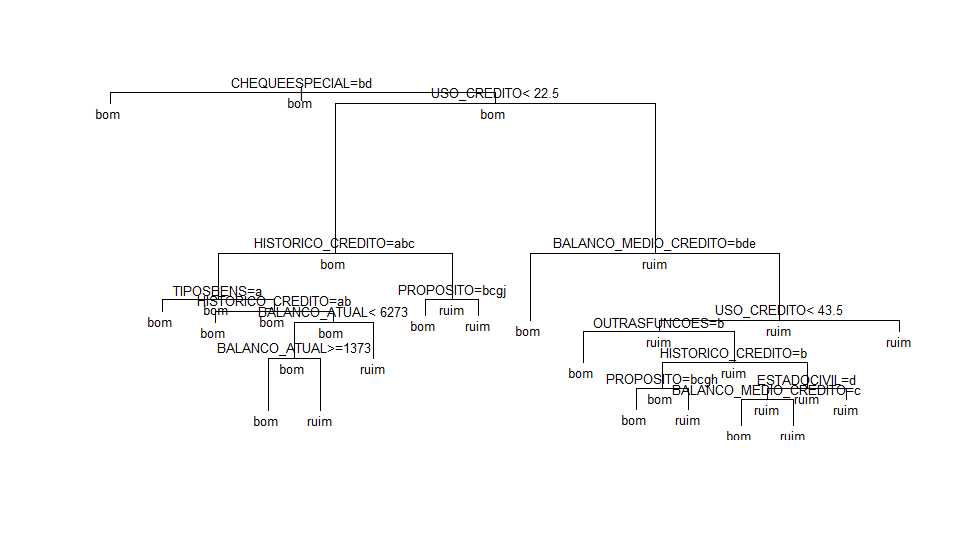 CHEQUEESPECIAL=bd
bom
bom
USO_CREDITO< 22.5
bom
HISTORICO_CREDITO=abc
bom
BALANCO_MEDIO_CREDITO=bde
ruim
TIPOSBENS=a
bom
bom
HISTORICO_CREDITO=ab
bom
bom
BALANCO_ATUAL< 6273
bom
PROPOSITO=bcgj
ruim
bom
ruim
BALANCO_ATUAL>=1373
bom
ruim
bom
ruim
bom
USO_CREDITO< 43.5
ruim
ruim
OUTRASFUNCOES=b
ruim
bom
HISTORICO_CREDITO=b
ruim
PROPOSITO=bcgh
bom
bom
ruim
ESTADOCIVIL=d
ruim
ruim
BALANCO_MEDIO_CREDITO=c
ruim
bom
ruim